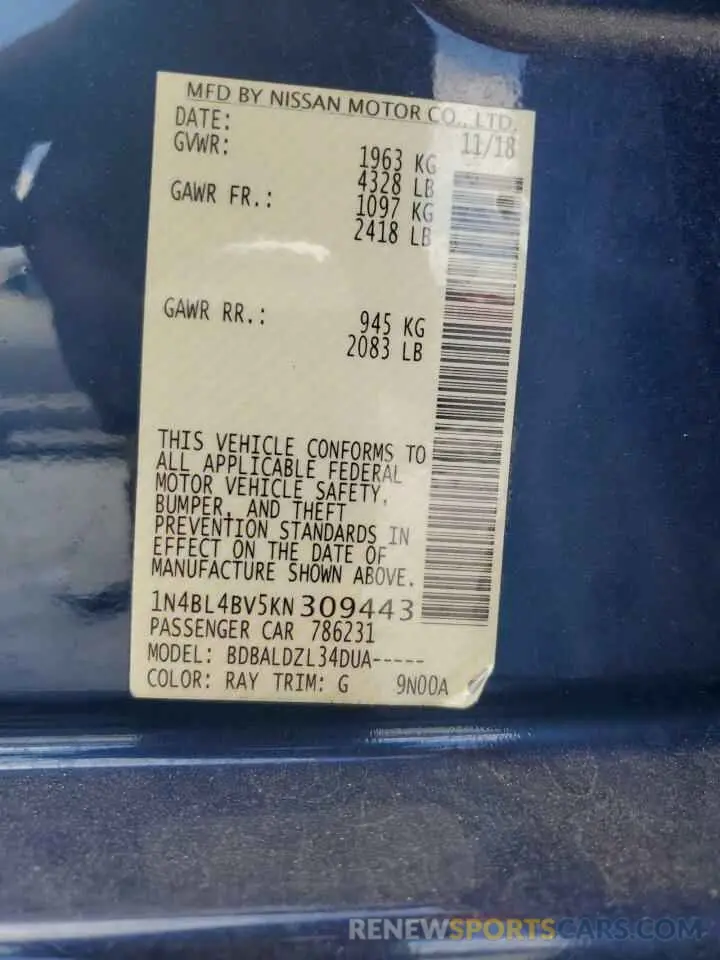 MFD BY NISSAN MOTOR CO., LTD.
DATE: 11/18
GVWR: 1963 KG
4328 LB
GAWR FR.: 1097 KG
2418 LB
GAWR RR.: 945 KG
2083 LB
THIS VEHICLE CONFORMS TO
ALL APPLICABLE FEDERAL
MOTOR VEHICLE SAFETY,
BUMPER, AND THEFT
PREVENTION STANDARDS IN
EFFECT ON THE DATE OF
MANUFACTURE SHOWN ABOVE.
1N4BL4BV5KN309443
PASSENGER CAR 786231
MODEL: BDBALDZL34DUA-----
COLOR: RAY TRIM: G 9N00A
RENEWSPORTSCARS.COM